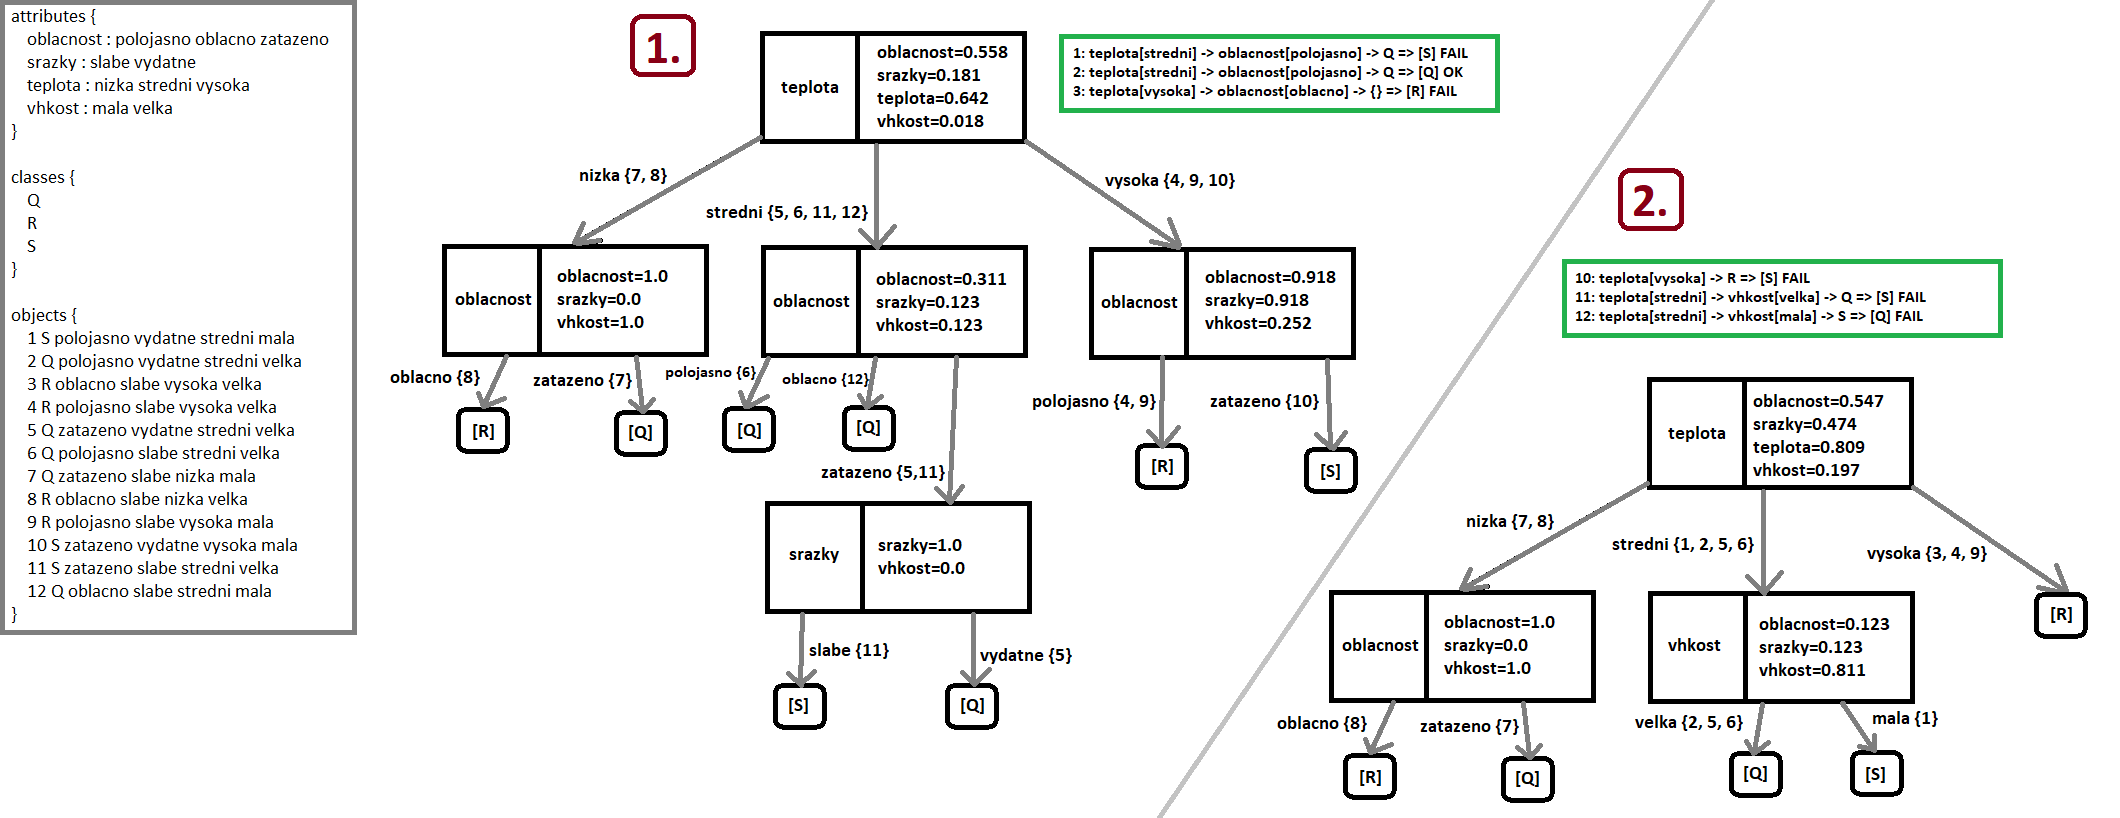 attributes {
oblacnost : polojasno oblacno zatazeno
srazky : slabe vydatne
teplota : nizka stredni vysoka
vhkost : mala velka
}
classes {
Q
R
S
}
objects {
1 S polojasno vydatne stredni mala
2 Q polojasno vydatne stredni velka
3 R oblacno slabe vysoka velka
4 R polojasno slabe vysoka velka
5 Q zatazeno vydatne stredni velka
6 Q polojasno slabe stredni velka
7 Q zatazeno slabe nizka mala
8 R oblacno slabe nizka velka
9 R polojasno slabe vysoka mala
10 S zatazeno vydatne vysoka mala
11 S zatazeno slabe stredni velka
12 Q oblacno slabe stredni mala
}
1.
teplota
oblacnost=0.558
srazky=0.181
teplota=0.642
vhkost=0.018
1: teplota[stredni] -> oblacnost[polojasno] -> Q => [S] FAIL
2: teplota[stredni] -> oblacnost[polojasno] -> Q => [Q] OK
3: teplota[vysoka] -> oblacnost[oblacno] -> {} => [R] FAIL
nizka {7, 8}
stredni {5, 6, 11, 12}
vysoka {4, 9, 10}
oblacnost
oblacnost=1.0
srazky=0.0
vhkost=1.0
oblacnost
oblacnost=0.311
srazky=0.123
vhkost=0.123
oblacnost
oblacnost=0.918
srazky=0.918
vhkost=0.252
oblacno {8}
zatazeno {7}
polojasno {6}
oblacno {12}
polojasno {4, 9}
zatazeno {10}
[R]
[Q]
[Q]
[Q]
[R]
[S]
zatazeno {5,11}
srazky
srazky=1.0
vhkost=0.0
slabe {11}
vydatne {5}
[S]
[Q]
2.
10: teplota[vysoka] -> R => [S] FAIL
11: teplota[stredni] -> vhkost[velka] -> Q => [S] FAIL
12: teplota[stredni] -> vhkost[mala] -> S => [Q] FAIL
teplota
oblacnost=0.547
srazky=0.474
teplota=0.809
vhkost=0.197
nizka {7, 8}
stredni {1, 2, 5, 6}
vysoka {3, 4, 9}
oblacnost
oblacnost=1.0
srazky=0.0
vhkost=1.0
vhkost
oblacnost=0.123
srazky=0.123
vhkost=0.811
[R]
oblacno {8}
zatazeno {7}
velka {2, 5, 6}
mala {1}
[R]
[Q]
[Q]
[S]